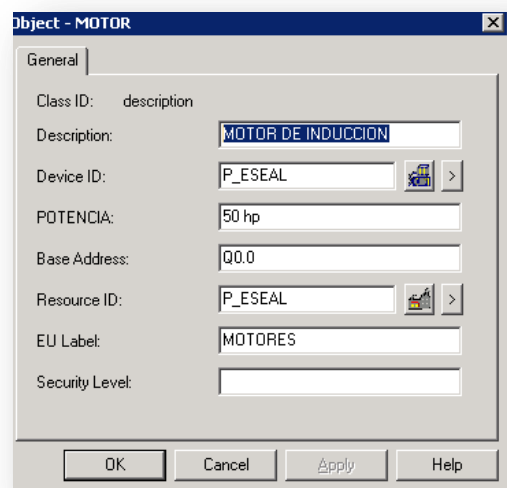 Object - MOTOR
General
Class ID: description
Description: MOTOR DE INDUCCION
Device ID: P_ESEAL >
POTENCIA: 50 hp
Base Address: Q0.0
Resource ID: P_ESEAL >
EU Label: MOTORES
Security Level:
OK Cancel Apply Help